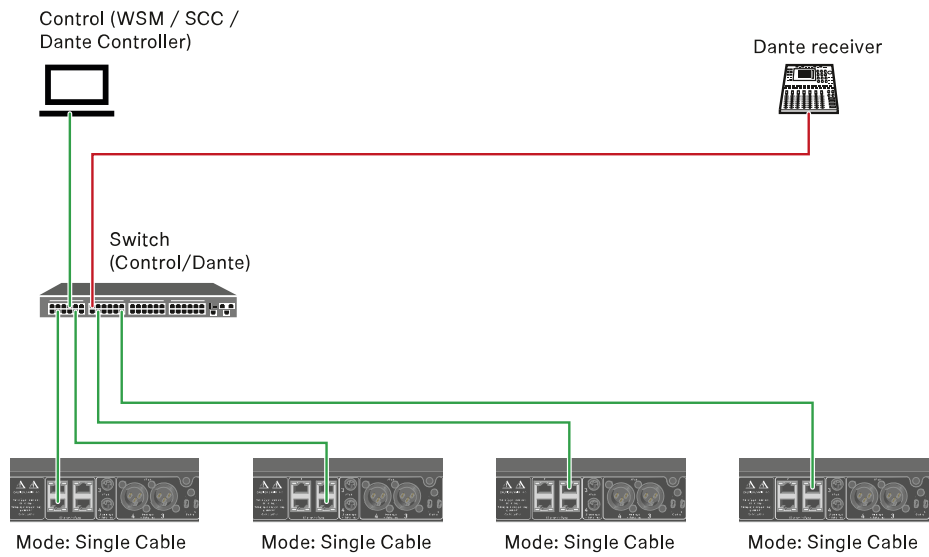 Control (WSM / SCC /
Dante Controller)
Dante receiver
Switch
(Control/Dante)
Mode: Single Cable
Mode: Single Cable
Mode: Single Cable
Mode: Single Cable